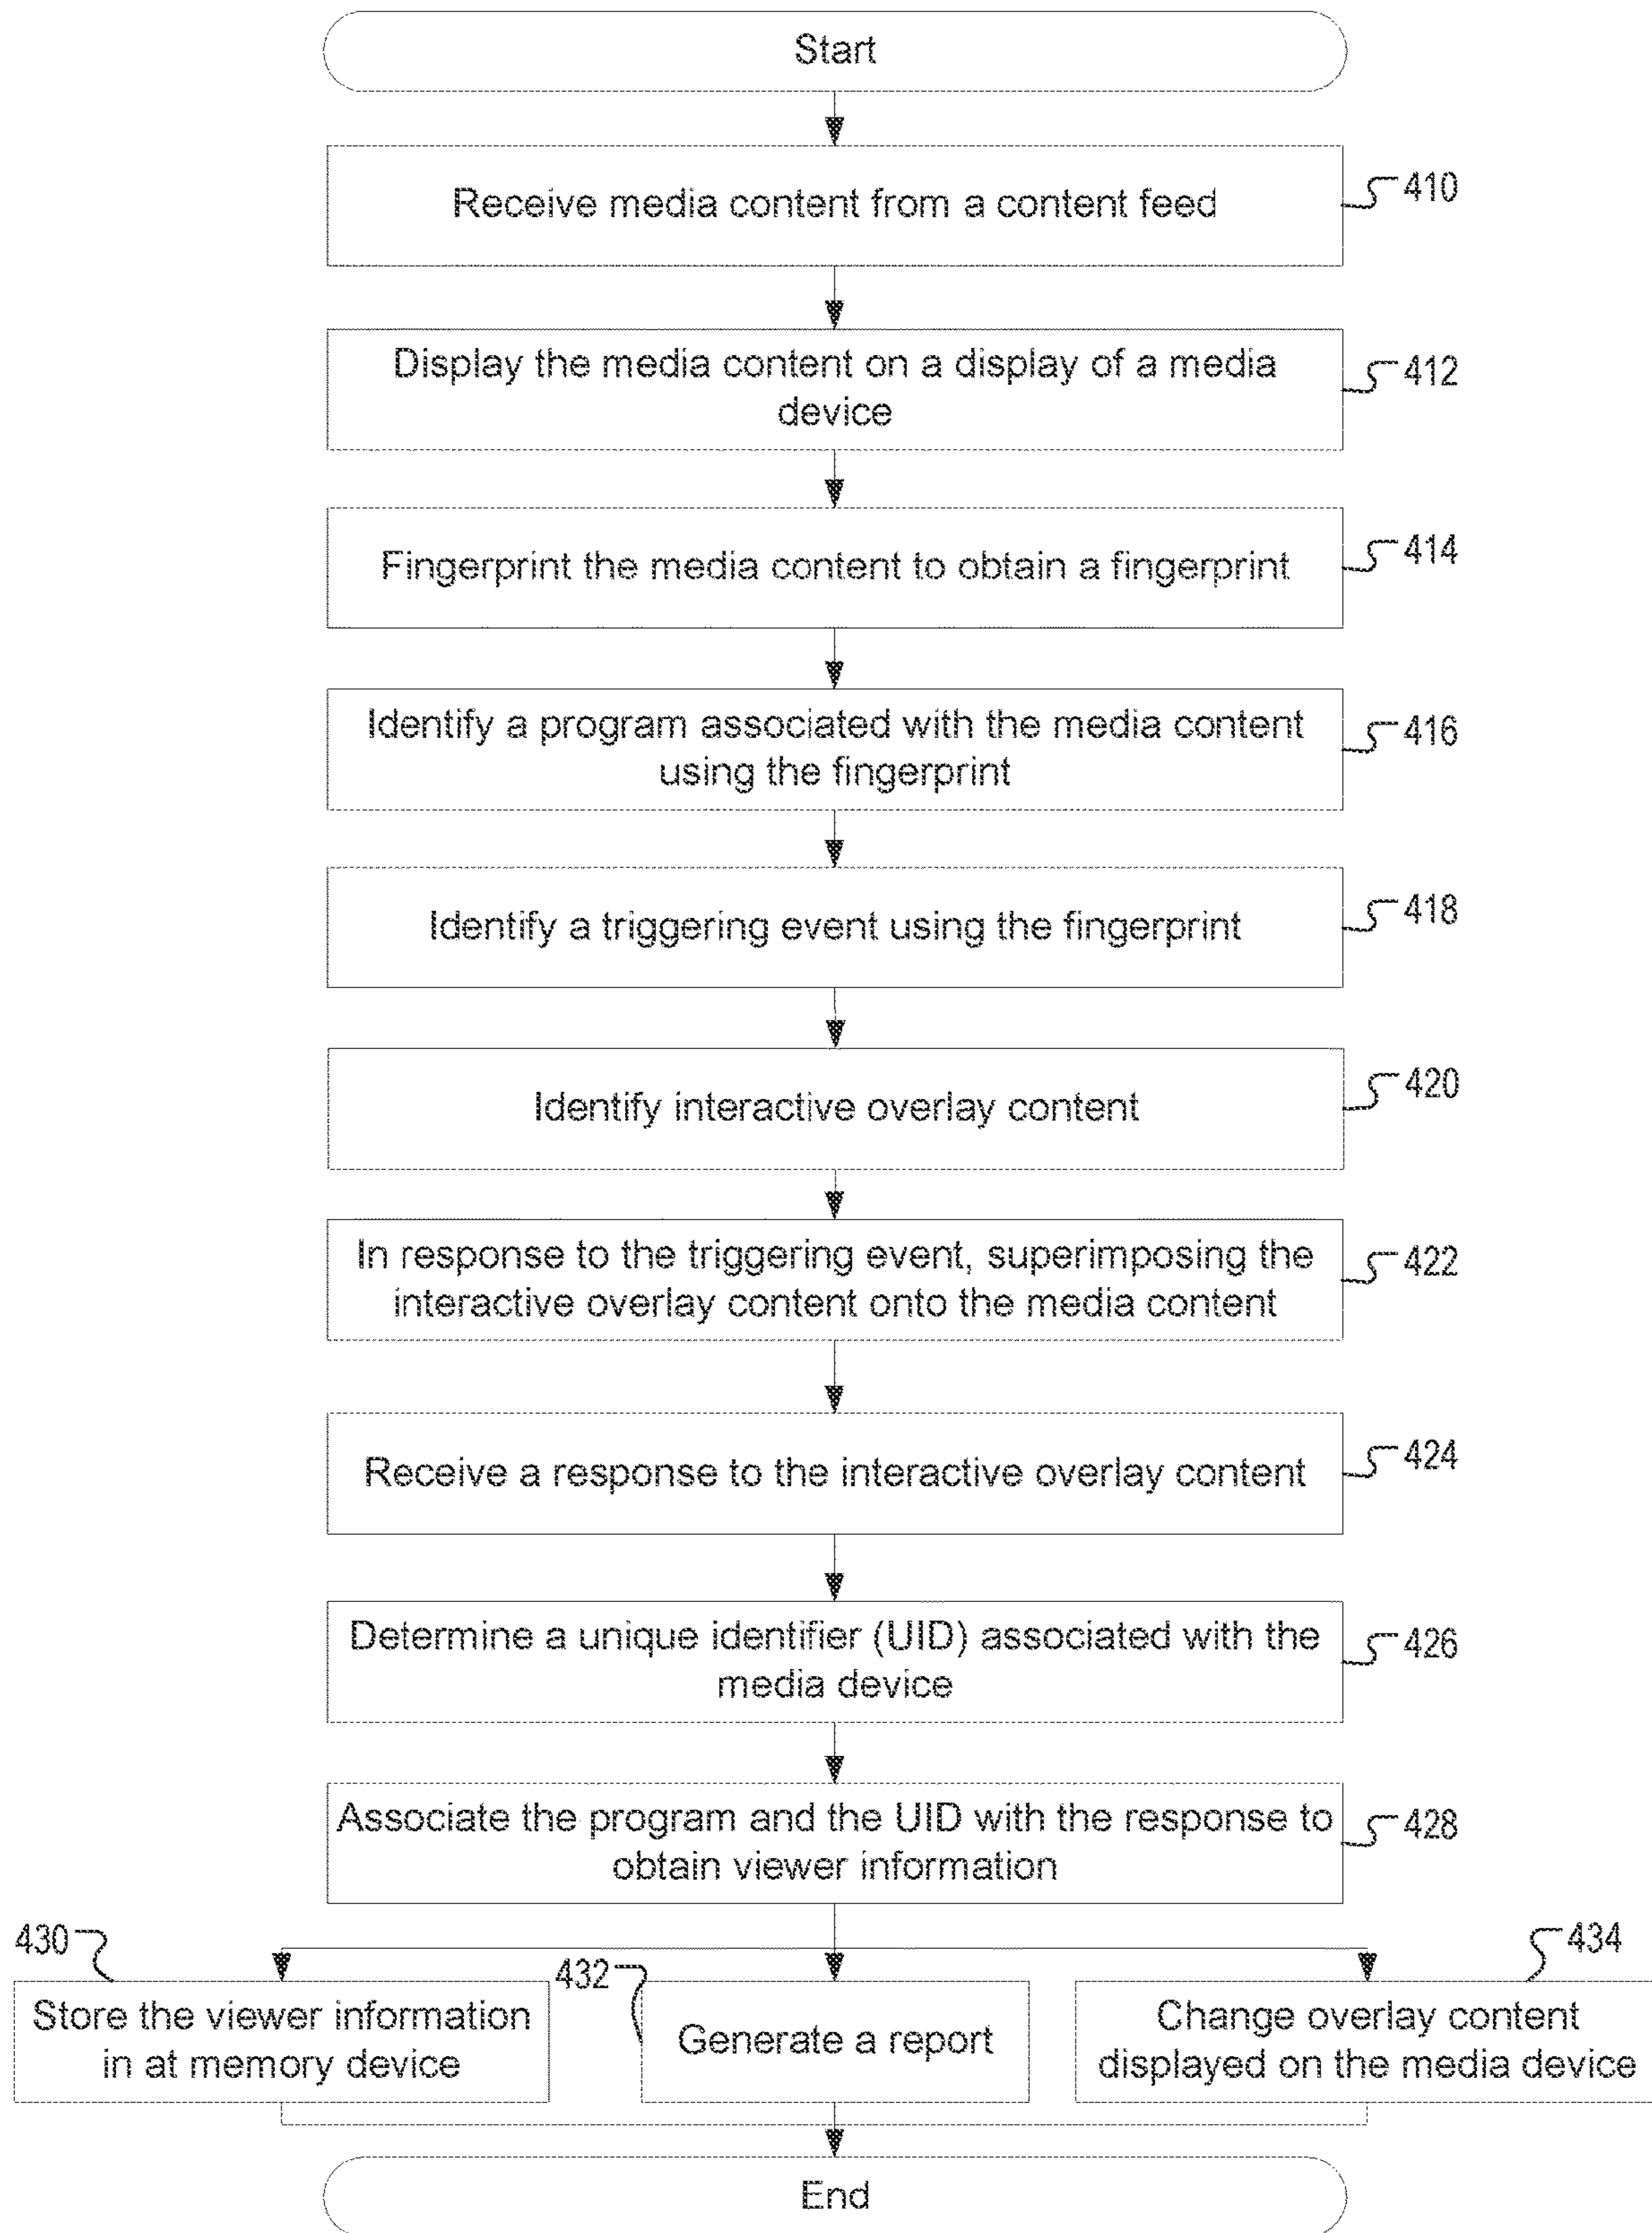 Start
Receive media content from a content feed
410
Display the media content on a display of a media
device
412
Fingerprint the media content to obtain a fingerprint
414
Identify a program associated with the media content
using the fingerprint
416
Identify a triggering event using the fingerprint
418
Identify interactive overlay content
420
In response to the triggering event, superimposing the
interactive overlay content onto the media content
422
Receive a response to the interactive overlay content
424
Determine a unique identifier (UID) associated with the
media device
426
Associate the program and the UID with the response to
obtain viewer information
428
430
Store the viewer information
in at memory device
432
Generate a report
434
Change overlay content
displayed on the media device
End